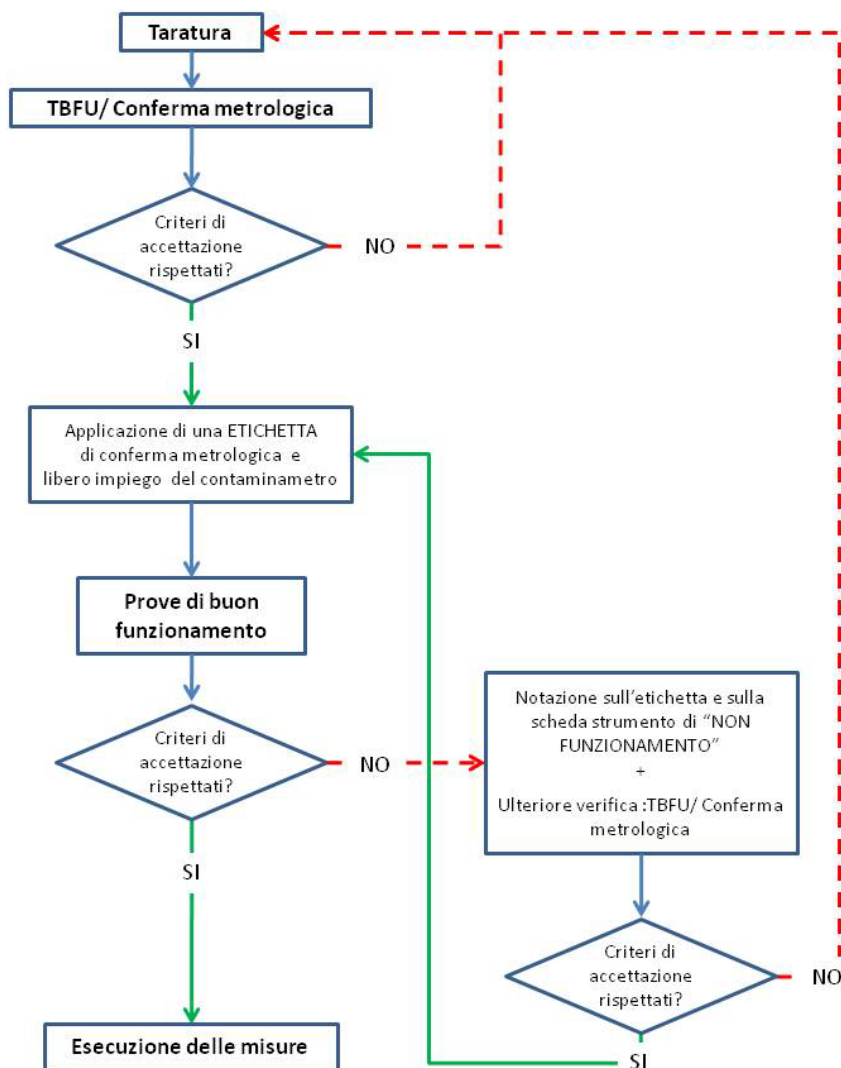 Taratura
TBFU/ Conferma metrologica
Criteri di
accettazione
rispettati?
NO
SI
Applicazione di una ETICHETTA
di conferma metrologica e
libero impiego del contaminametro
Prove di buon
funzionamento
Criteri di
accettazione
rispettati?
NO
Notazione sull'etichetta e sulla
scheda strumento di “NON
FUNZIONAMENTO”
+
Ulteriore verifica :TBFU/ Conferma
metrologica
SI
Criteri di
accettazione
rispettati?
NO
SI
Esecuzione delle misure